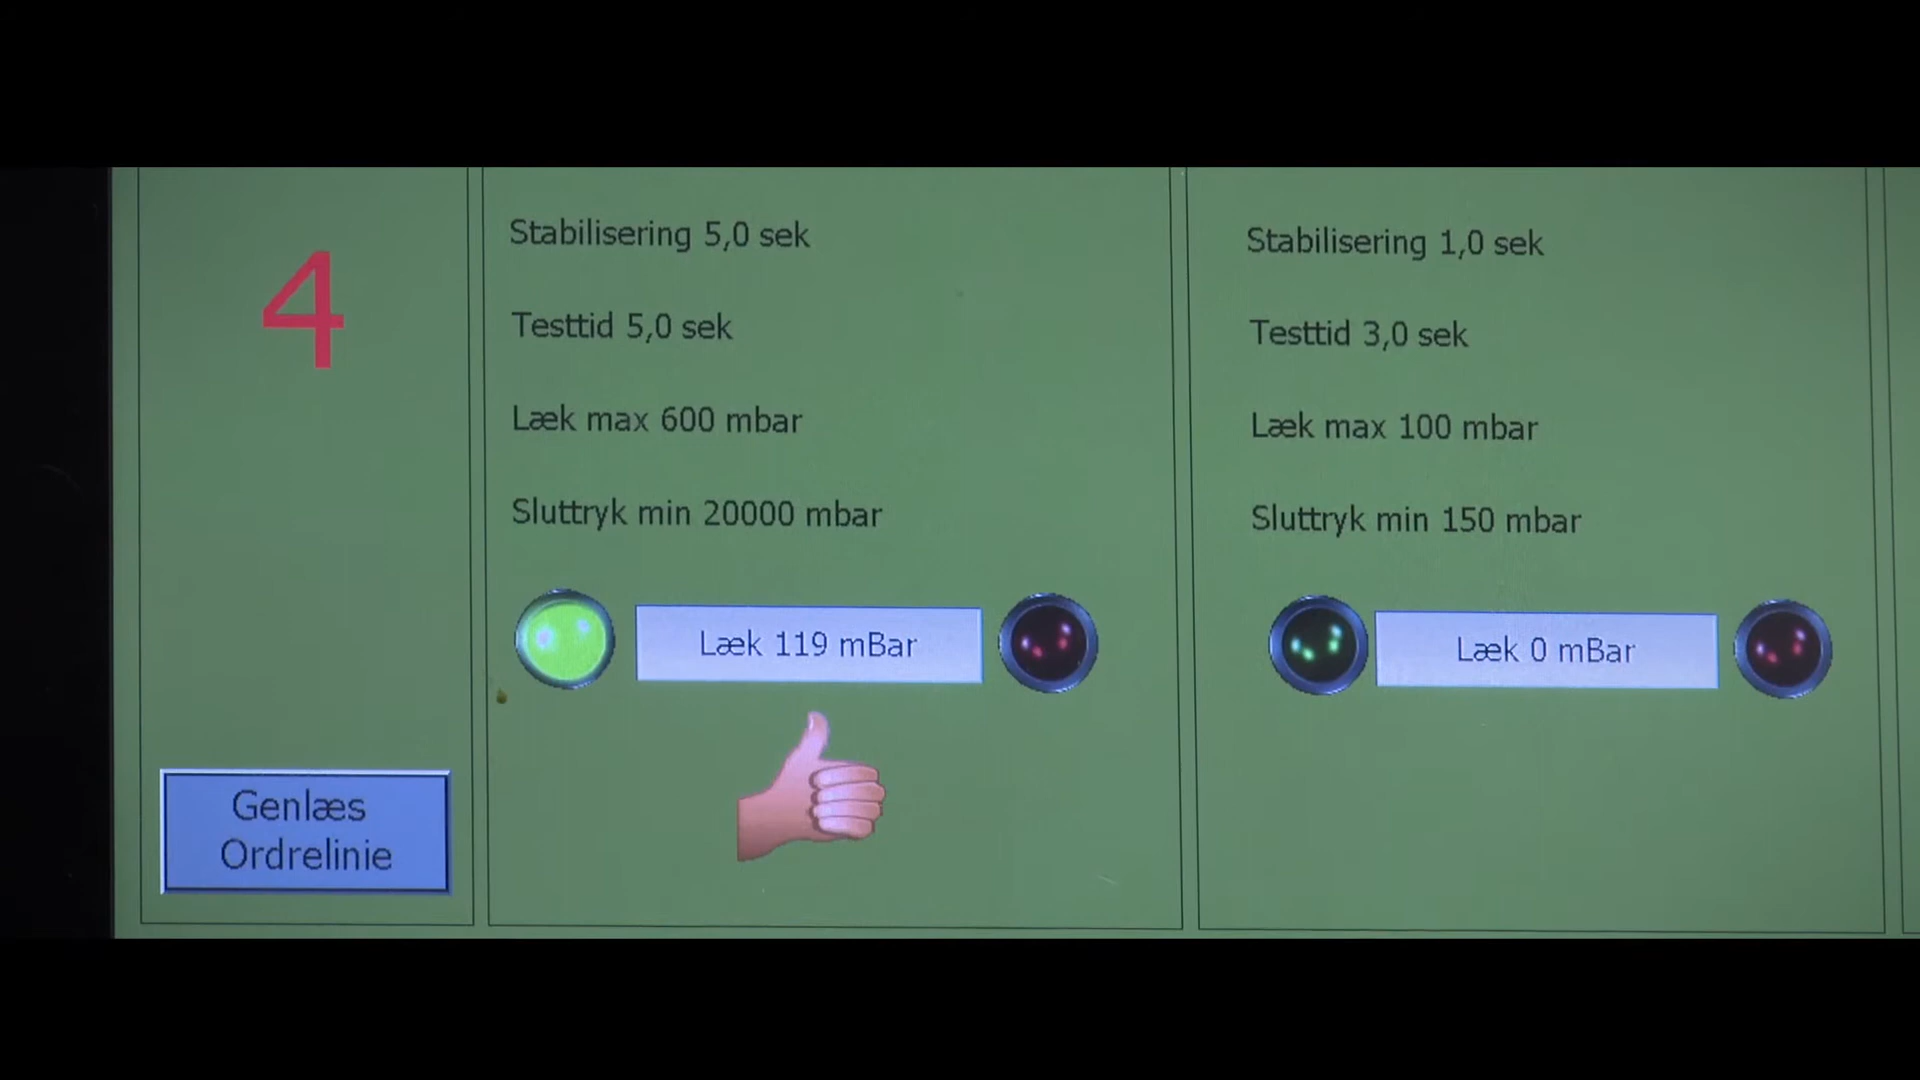 4
Genlæs
Ordrelinie
Stabilisering 5,0 sek
Testtid 5,0 sek
Læk max 600 mbar
Sluttryk min 20000 mbar
Læk 119 mBar
Stabilisering 1,0 sek
Testtid 3,0 sek
Læk max 100 mbar
Sluttryk min 150 mbar
Læk 0 mBar